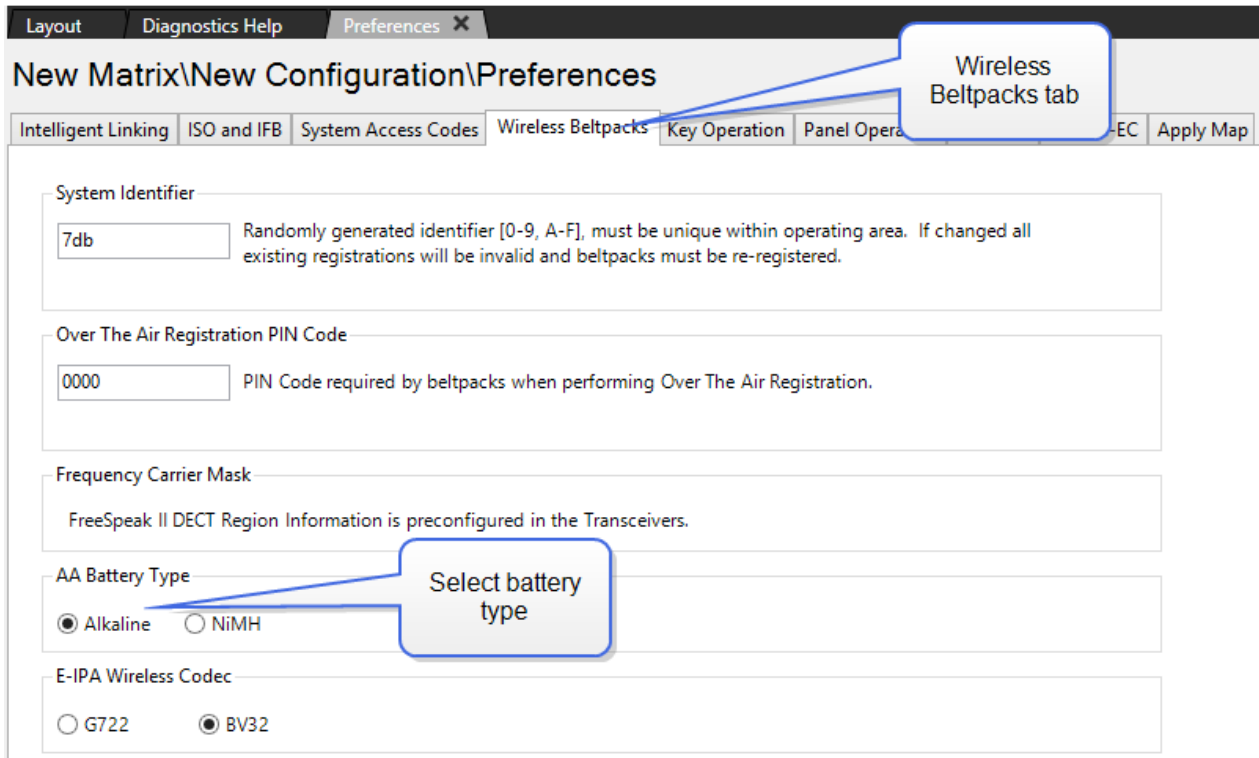 Layout Diagnostics Help Preferences
New Matrix\New Configuration\Preferences
Wireless
Beltpacks tab
Intelligent Linking ISO and IFB System Access Codes Wireless Beltpacks Key Operation Panel -EC Apply Map
System Identifier
7db
Randomly generated identifier [0-9, A-F], must be unique within operating area. If changed all
existing registrations will be invalid and beltpacks must be re-registered.
Over The Air Registration PIN Code
0000 PIN Code required by beltpacks when performing Over The Air Registration.
Frequency Carrier Mask
FreeSpeak II DECT Region Information is preconfigured in the Transceivers.
AA Battery Type
Select battery
type
Alkaline NiMH
E-IPA Wireless Codec
G722 BV32